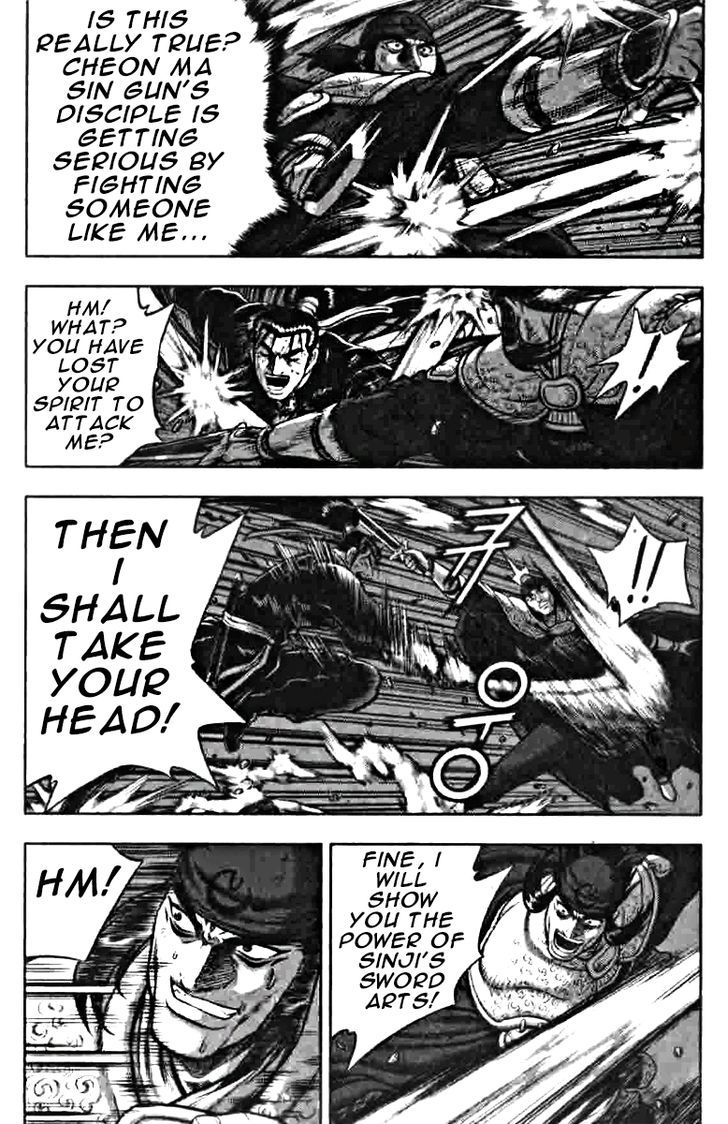 IS THIS
REALLY TRUE?
CHEON MA
SIN GUN'S
DISCIPLE IS
GETTING
SERIOUS BY
FIGHTING
SOMEONE
LIKE ME...
HM!
WHAT?
YOU HAVE
LOST
YOUR
SPIRIT TO
ATTACK
ME?
!!
THEN
I
SHALL
TAKE
YOUR
HEAD!
!!!
HM!
FINE, I
WILL
SHOW
YOU THE
POWER OF
SINJI'S
SWORD
ARTS!